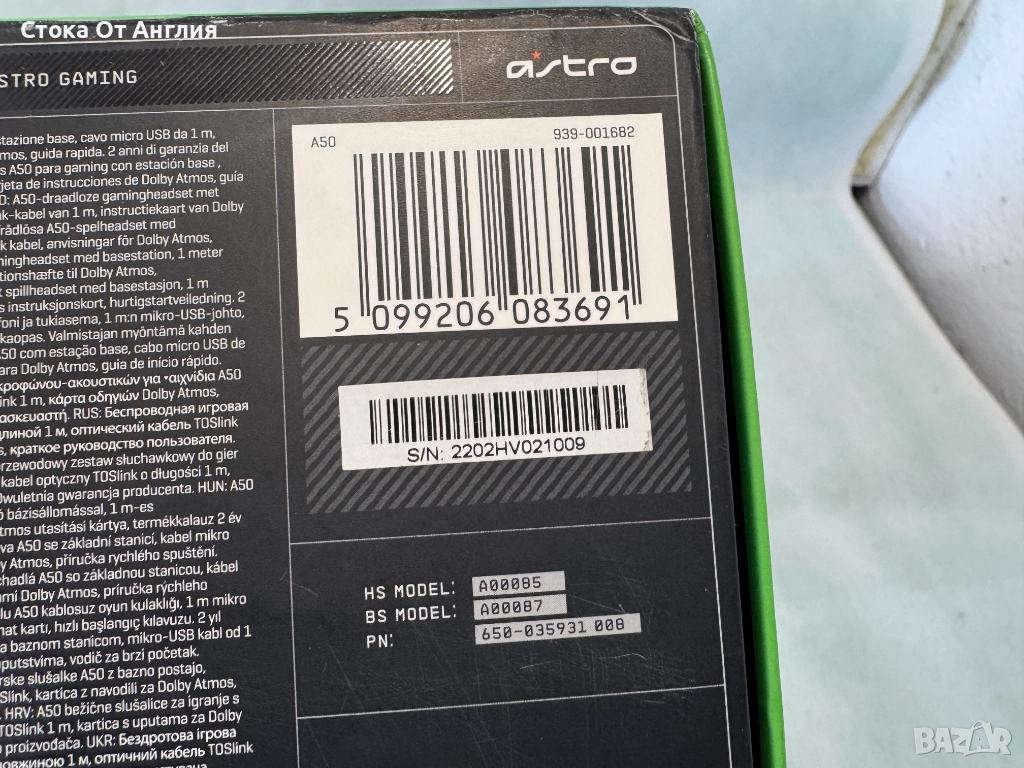 Стока От Англия
STRO GAMING
astro
stazione base, cavo micro USB da 1 m,
mos, guida rapida. 2 anni di garanzia del
s A50 para gaming con estación base ,
rjeta de instrucciones de Dolby Atmos, guía
D: A50-draadloze gamingheadset met
k-kabel van 1 m, instructiekaart van Dolby
rådlösa A50-spelheadset med
k kabel, anvisningar för Dolby Atmos,
mingheadset med basestation, 1 meter
tionshæfte til Dolby Atmos,
t spillheadset med basestasjon, 1 m
s instruksjonskort, hurtigstartveiledning. 2
foni ja tukiasema, 1 m:n mikro-USB-johto,
kaopas. Valmistajan myöntämä kahden
A50 com estação base, cabo micro USB de
ara Dolby Atmos, guia de início rápido.
κροφώνου-ακουστικών για •αιχνίδια A50
ink 1 m, κάρτα οδηγιών Dolby Atmos,
ασκευαστή. RUS: Беспроводная игровая
длиной 1 м, оптический кабель TOSlink
s, краткое руководство пользователя.
przewodowy zestaw słuchawkowy do gier
kabel optyczny TOSlink o długości 1 m,
Dwuletnia gwarancja producenta. HUN: A50
ó bázisállomással, 1 m-es
tmos utasítási kártya, termékkalauz 2 év
va A50 se základní stanicí, kabel mikro
y Atmos, příručka rychlého spuštění.
chadlá A50 so základnou stanicou, kábel
mi Dolby Atmos, príručka rýchleho
lu A50 kablosuz oyun kulaklığı, 1 m mikro
mat kartı, hızlı başlangıç kılavuzu. 2 yıl
a baznom stanicom, mikro-USB kabl od 1
uputstvima, vodič za brzi početak.
rske slušalke A50 z bazno postajo,
Slink, kartica z navodili za Dolby Atmos,
HRV: A50 bežične slušalice za igranje s
TOSlink 1 m, kartica s uputama za Dolby
proizvođača. UKR: Бездротова ігрова
овжиною 1 м, оптичний кабель TOSlink
A50
939-001682
5 099206 083691
S/N: 2202HV021009
HS MODEL: A00085
BS MODEL: A00087
PN: 650-035931 008
BAZAR